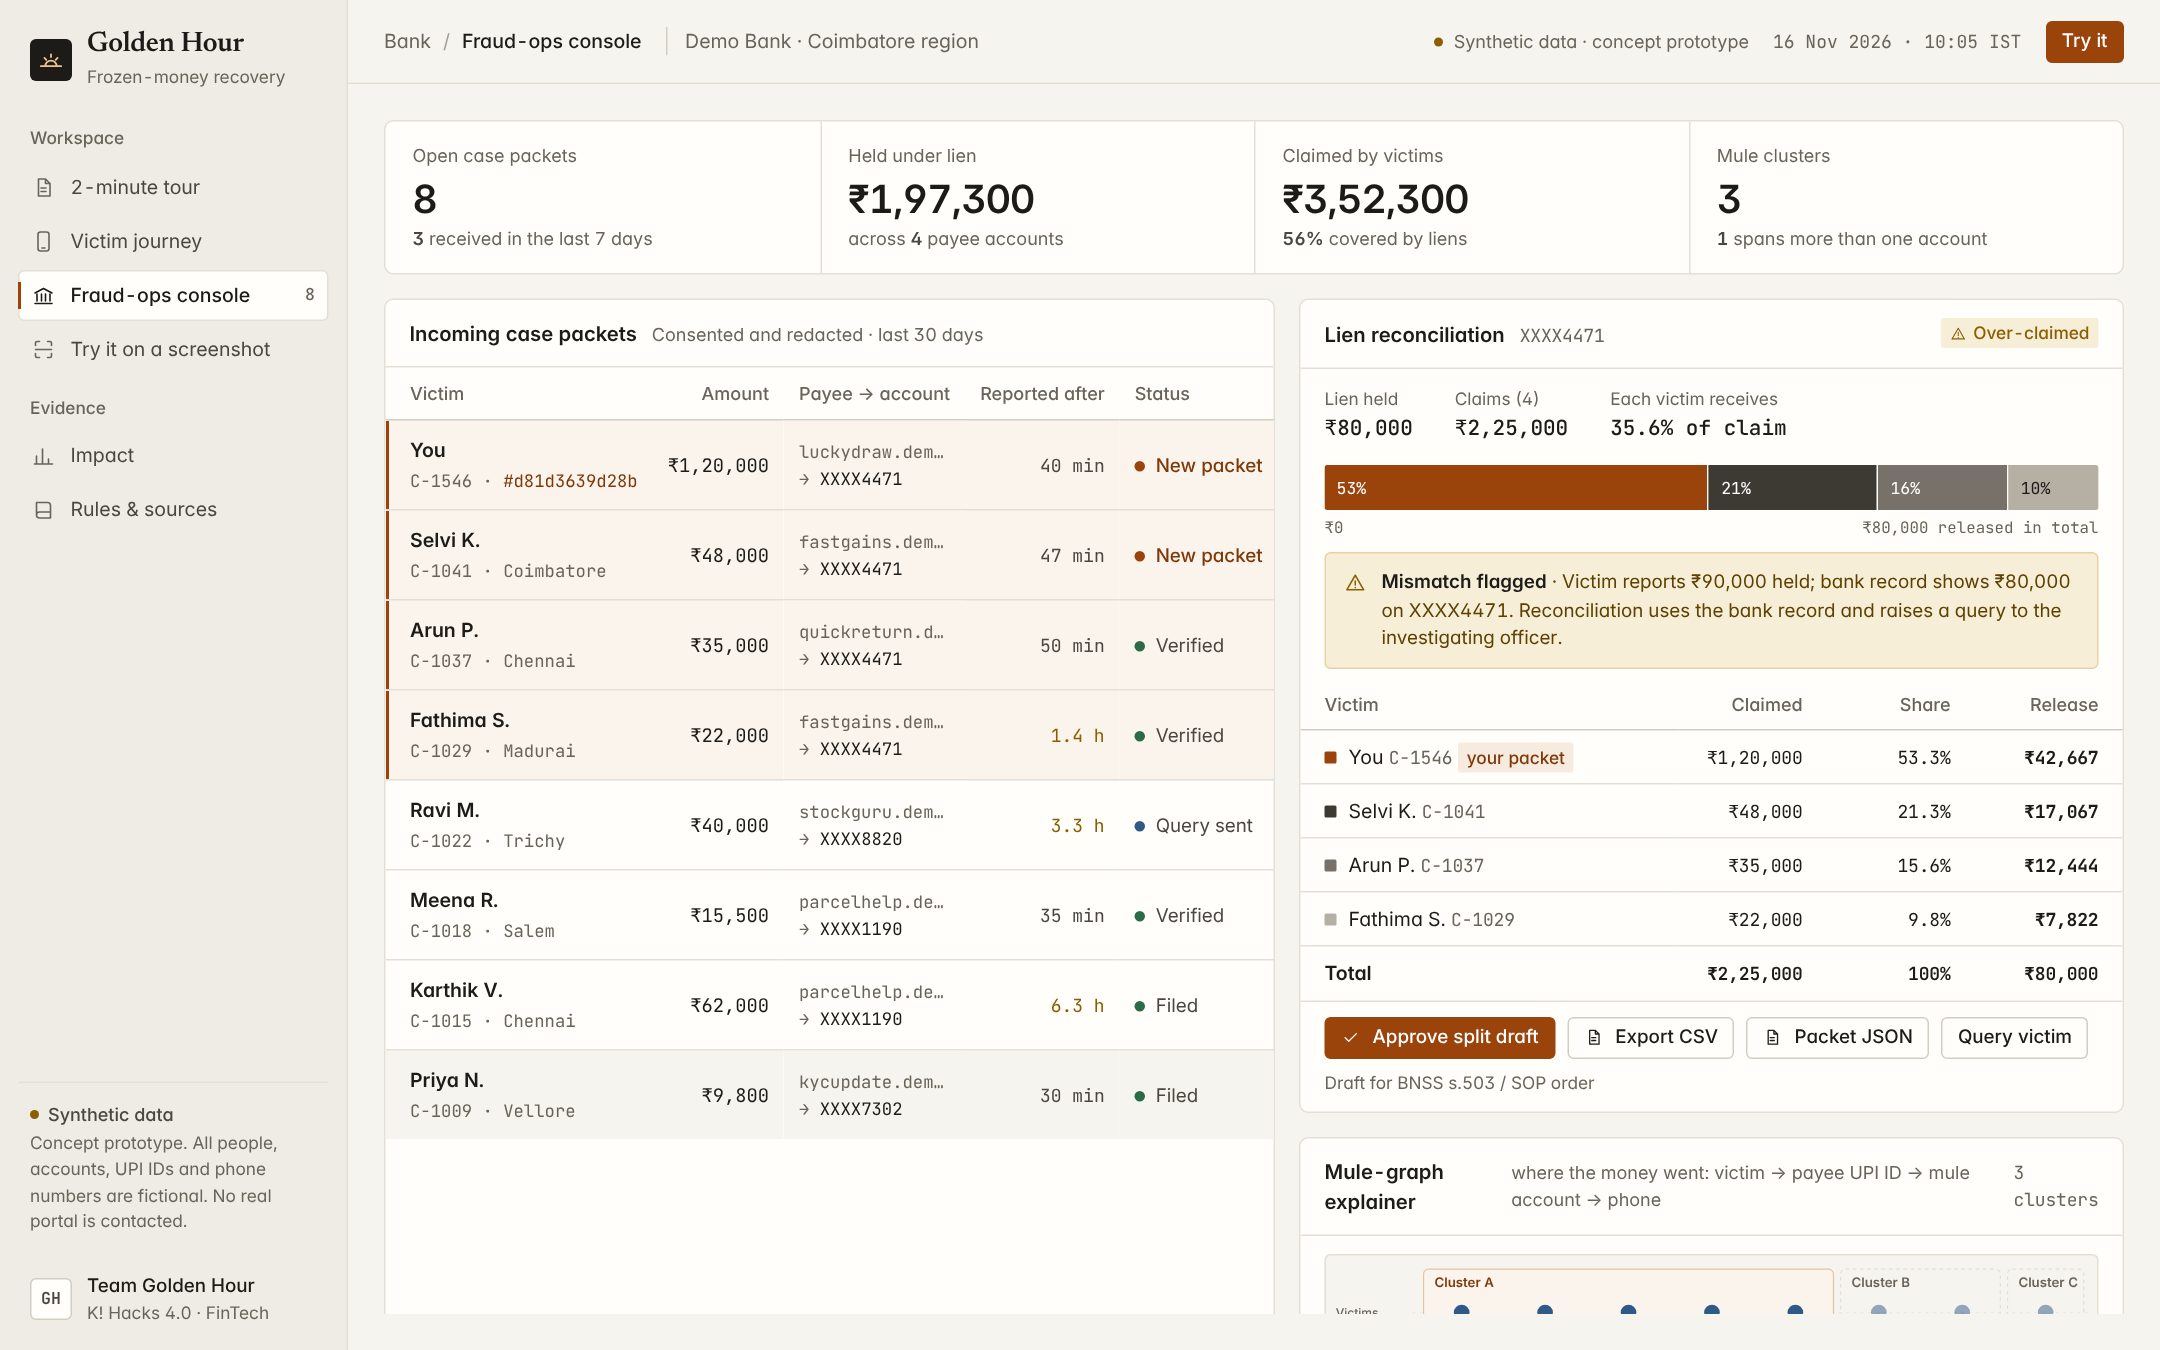 Golden Hour
Frozen-money recovery
Workspace
2-minute tour
Victim journey
Fraud-ops console 8
Try it on a screenshot
Evidence
Impact
Rules & sources
Synthetic data
Concept prototype. All people,
accounts, UPI IDs and phone
numbers are fictional. No real
portal is contacted.
GH
Team Golden Hour
K! Hacks 4.0 · FinTech
Bank / Fraud-ops console Demo Bank · Coimbatore region
Synthetic data · concept prototype 16 Nov 2026 · 10:05 IST Try it
Open case packets
8
3 received in the last 7 days
Held under lien
₹1,97,300
across 4 payee accounts
Claimed by victims
₹3,52,300
56% covered by liens
Mule clusters
3
1 spans more than one account
Incoming case packets Consented and redacted · last 30 days
Victim Amount Payee → account Reported after Status
You
C-1546 · #d81d3639d28b ₹1,20,000 luckydraw.dem… → XXXX4471 40 min New packet
Selvi K.
C-1041 · Coimbatore ₹48,000 fastgains.dem… → XXXX4471 47 min New packet
Arun P.
C-1037 · Chennai ₹35,000 quickreturn.d… → XXXX4471 50 min Verified
Fathima S.
C-1029 · Madurai ₹22,000 fastgains.dem… → XXXX4471 1.4 h Verified
Ravi M.
C-1022 · Trichy ₹40,000 stockguru.dem… → XXXX8820 3.3 h Query sent
Meena R.
C-1018 · Salem ₹15,500 parcelhelp.de… → XXXX1190 35 min Verified
Karthik V.
C-1015 · Chennai ₹62,000 parcelhelp.de… → XXXX1190 6.3 h Filed
Priya N.
C-1009 · Vellore ₹9,800 kycupdate.dem… → XXXX7302 30 min Filed
Lien reconciliation XXXX4471 Over-claimed
Lien held Claims (4) Each victim receives
₹80,000 ₹2,25,000 35.6% of claim
53% 21% 16% 10%
₹0 ₹80,000 released in total
Mismatch flagged · Victim reports ₹90,000 held; bank record shows ₹80,000
on XXXX4471. Reconciliation uses the bank record and raises a query to the
investigating officer.
Victim Claimed Share Release
You C-1546 your packet ₹1,20,000 53.3% ₹42,667
Selvi K. C-1041 ₹48,000 21.3% ₹17,067
Arun P. C-1037 ₹35,000 15.6% ₹12,444
Fathima S. C-1029 ₹22,000 9.8% ₹7,822
Total ₹2,25,000 100% ₹80,000
Approve split draft Export CSV Packet JSON Query victim
Draft for BNSS s.503 / SOP order
Mule-graph
explainer
where the money went: victim → payee UPI ID → mule
account → phone
3
clusters
Cluster A Cluster B Cluster C
Victims